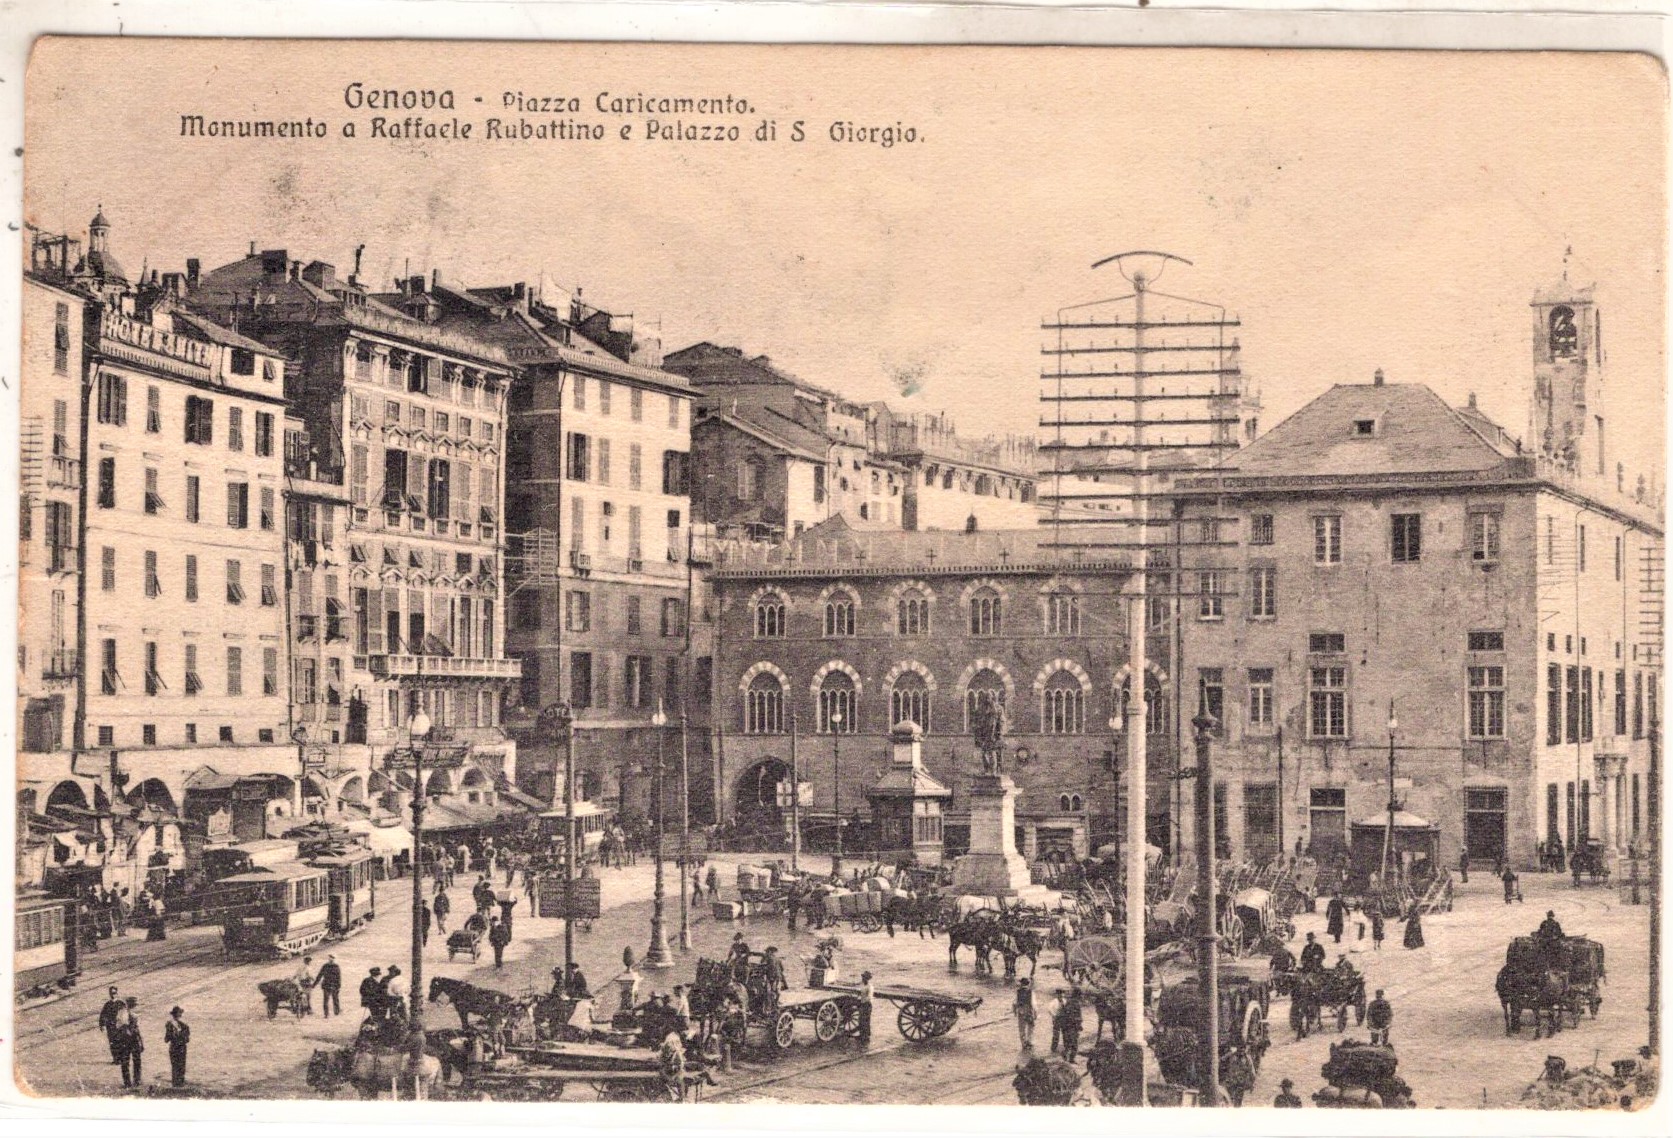 Genova - Piazza Caricamento.
Monumento a Raffaele Rubattino e Palazzo di S Giorgio.